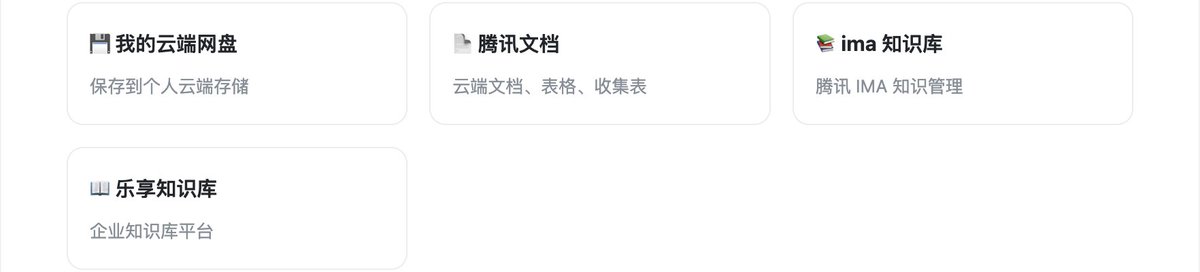 💾 我的云端网盘
保存到个人云端存储
📄 腾讯文档
云端文档、表格、收集表
📚 ima 知识库
腾讯 IMA 知识管理
📖 乐享知识库
企业知识库平台